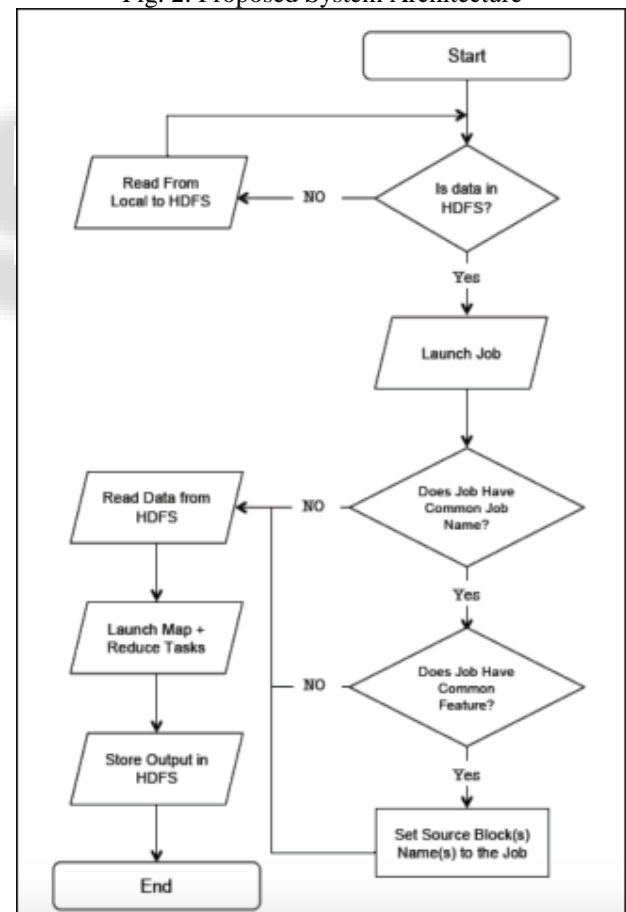 Fig. 2: Proposed System Architecture
Start
Is data in
HDFS?
NO
Read From
Local to HDFS
Yes
Launch Job
Does Job Have
Common Job
Name?
NO
Read Data from
HDFS
Yes
Launch Map +
Reduce Tasks
Does Job Have
Common
Feature?
NO
Store Output in
HDFS
Yes
Set Source Block(s)
Name(s) to the Job
End